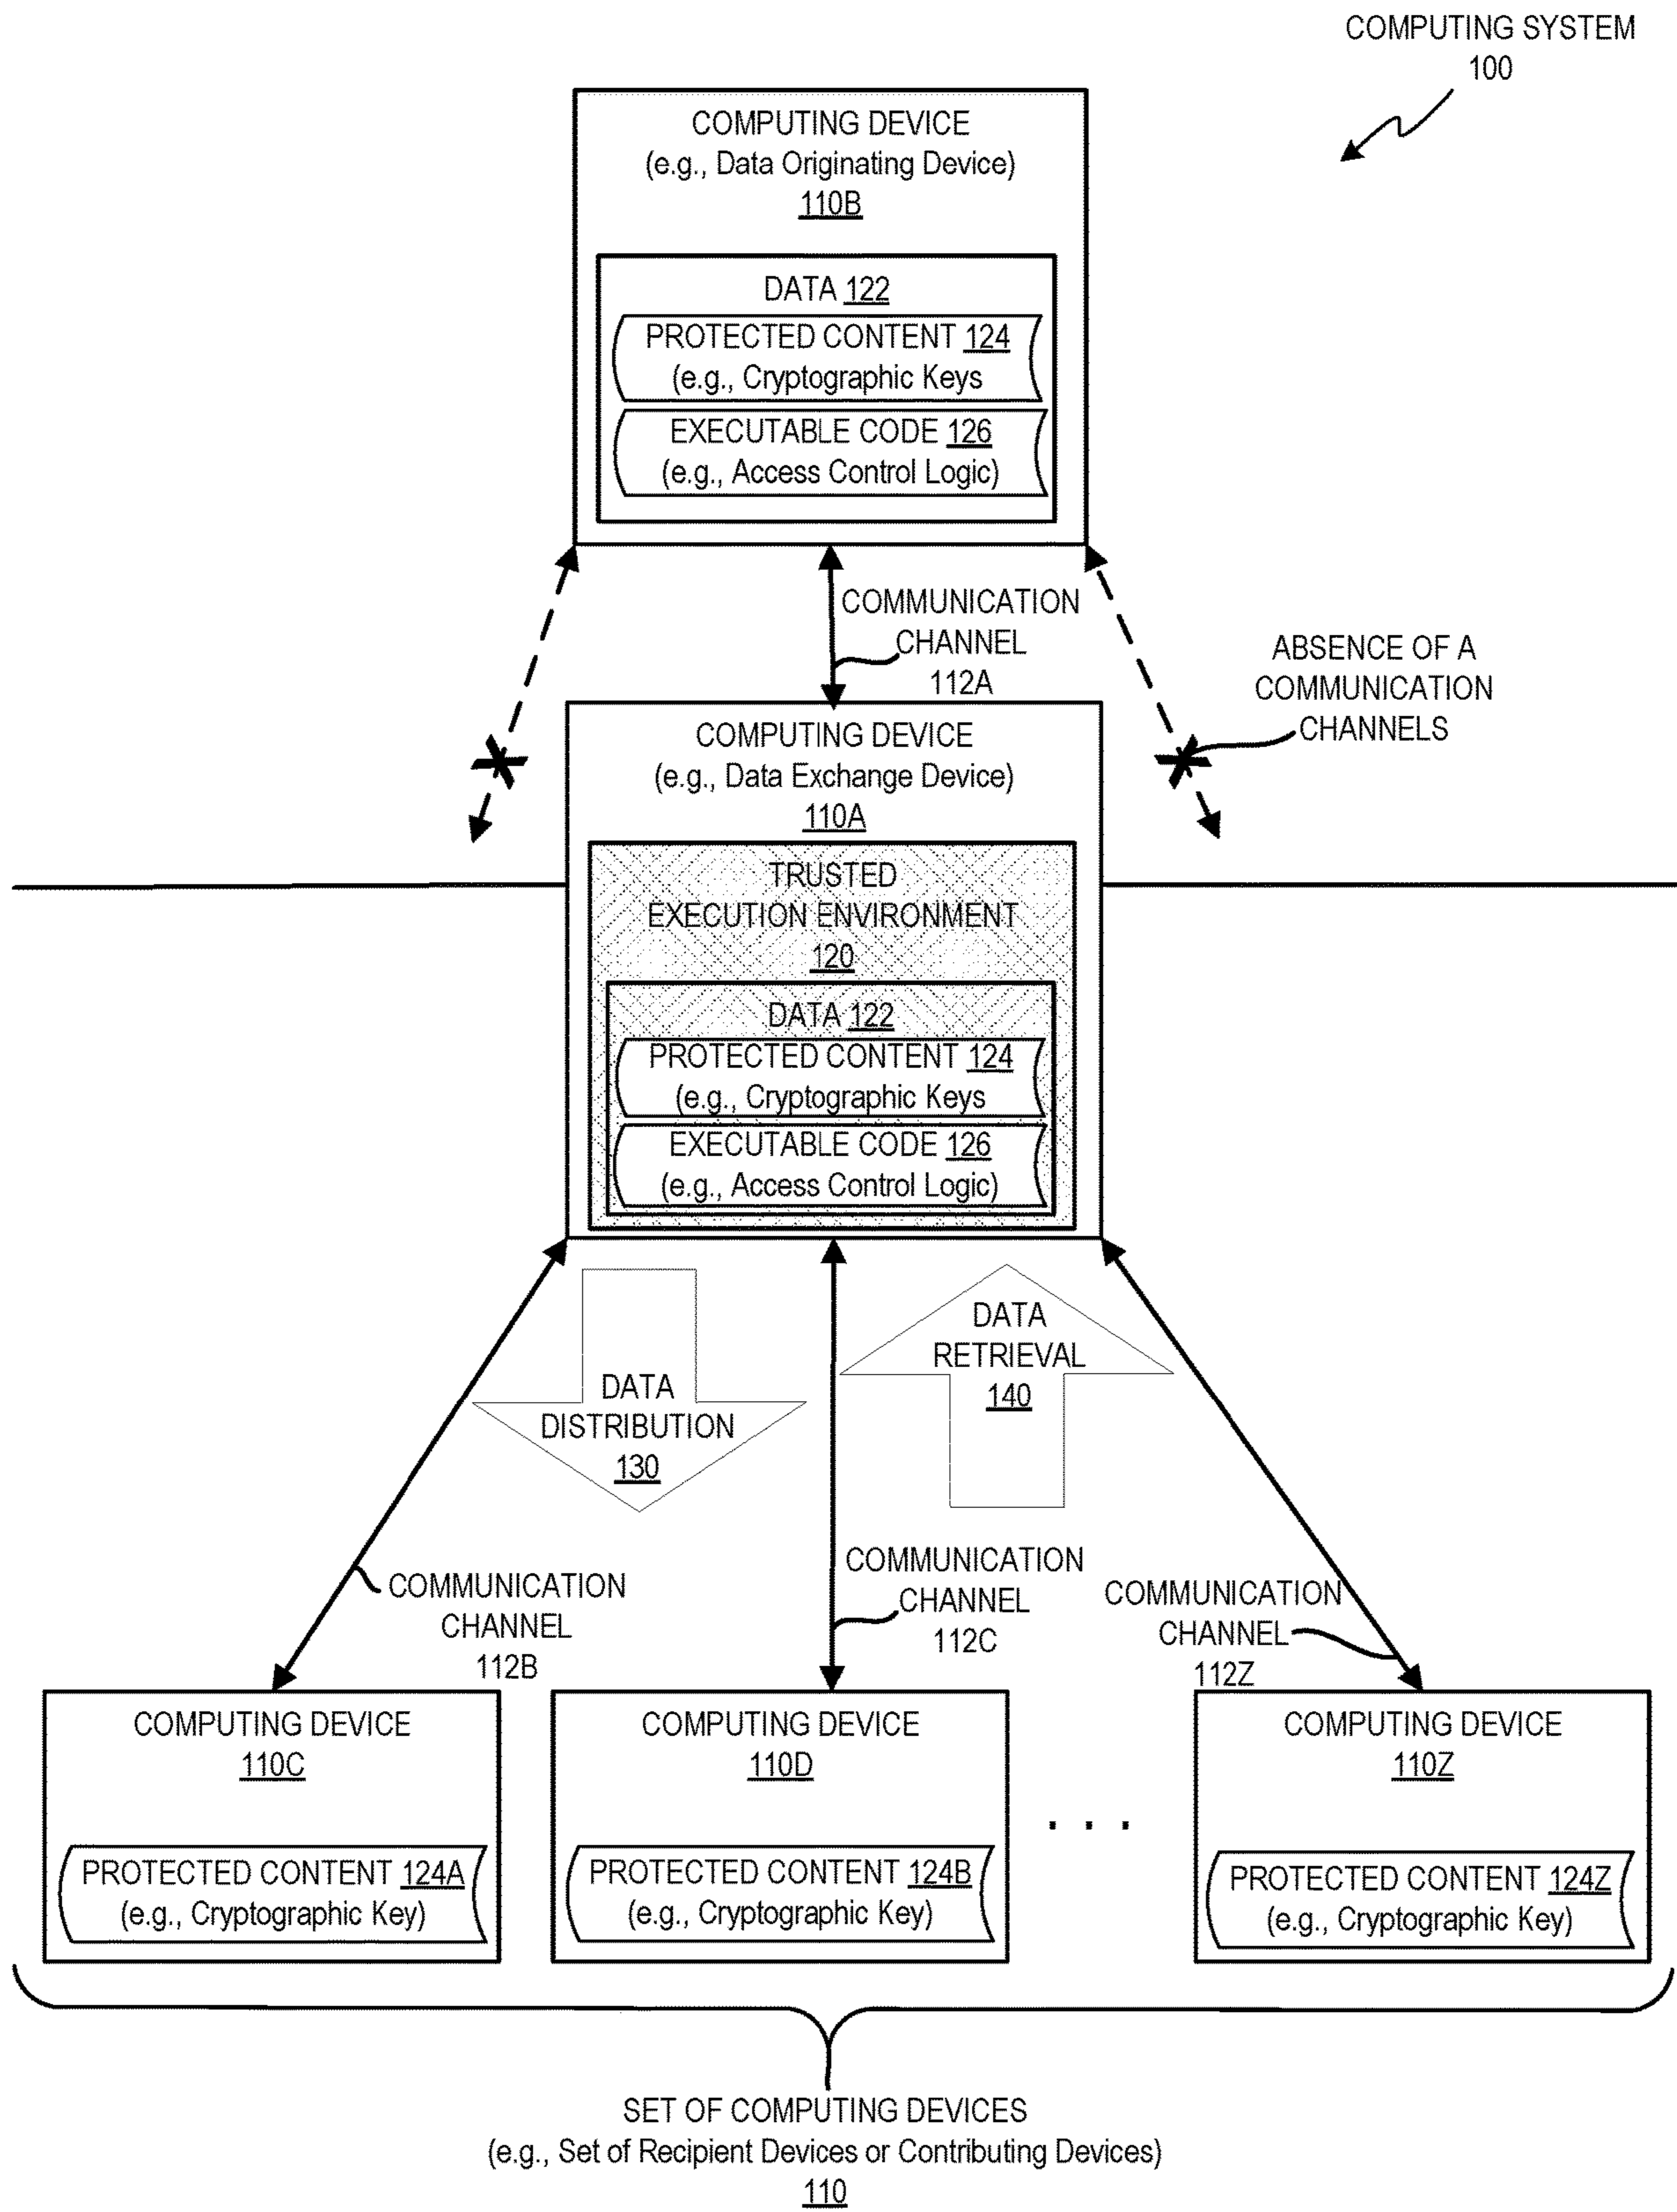 COMPUTING SYSTEM
100
COMPUTING DEVICE
(e.g., Data Originating Device)
110B
DATA 122
PROTECTED CONTENT 124
(e.g., Cryptographic Keys
EXECUTABLE CODE 126
(e.g., Access Control Logic)
COMMUNICATION
CHANNEL
112A
ABSENCE OF A
COMMUNICATION
CHANNELS
COMPUTING DEVICE
(e.g., Data Exchange Device)
110A
TRUSTED
EXECUTION ENVIRONMENT
120
DATA 122
PROTECTED CONTENT 124
(e.g., Cryptographic Keys
EXECUTABLE CODE 126
(e.g., Access Control Logic)
DATA
DISTRIBUTION
130
DATA
RETRIEVAL
140
COMMUNICATION
CHANNEL
112B
COMMUNICATION
CHANNEL
112C
COMMUNICATION
CHANNEL
112Z
COMPUTING DEVICE
110C
PROTECTED CONTENT 124A
(e.g., Cryptographic Key)
COMPUTING DEVICE
110D
PROTECTED CONTENT 124B
(e.g., Cryptographic Key)
. . .
COMPUTING DEVICE
110Z
PROTECTED CONTENT 124Z
(e.g., Cryptographic Key)
SET OF COMPUTING DEVICES
(e.g., Set of Recipient Devices or Contributing Devices)
110